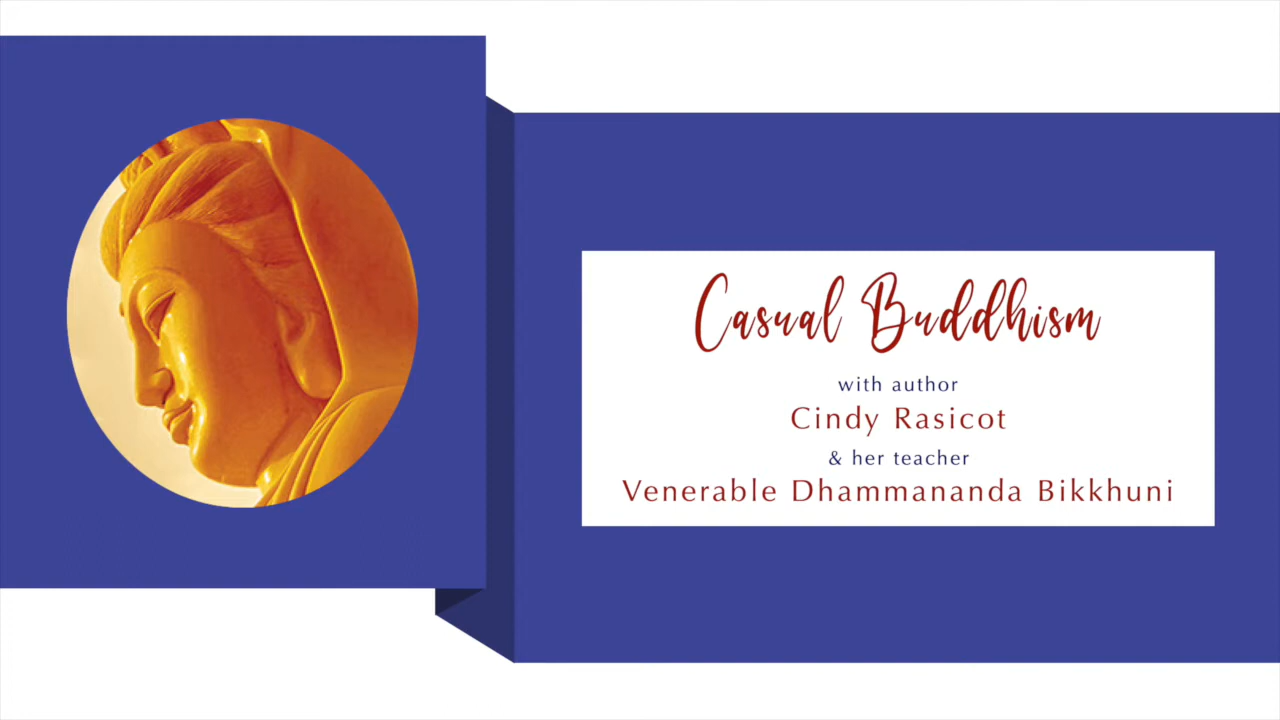 Casual Buddhism
with author
Cindy Rasicot
& her teacher
Venerable Dhammananda Bikkhuni